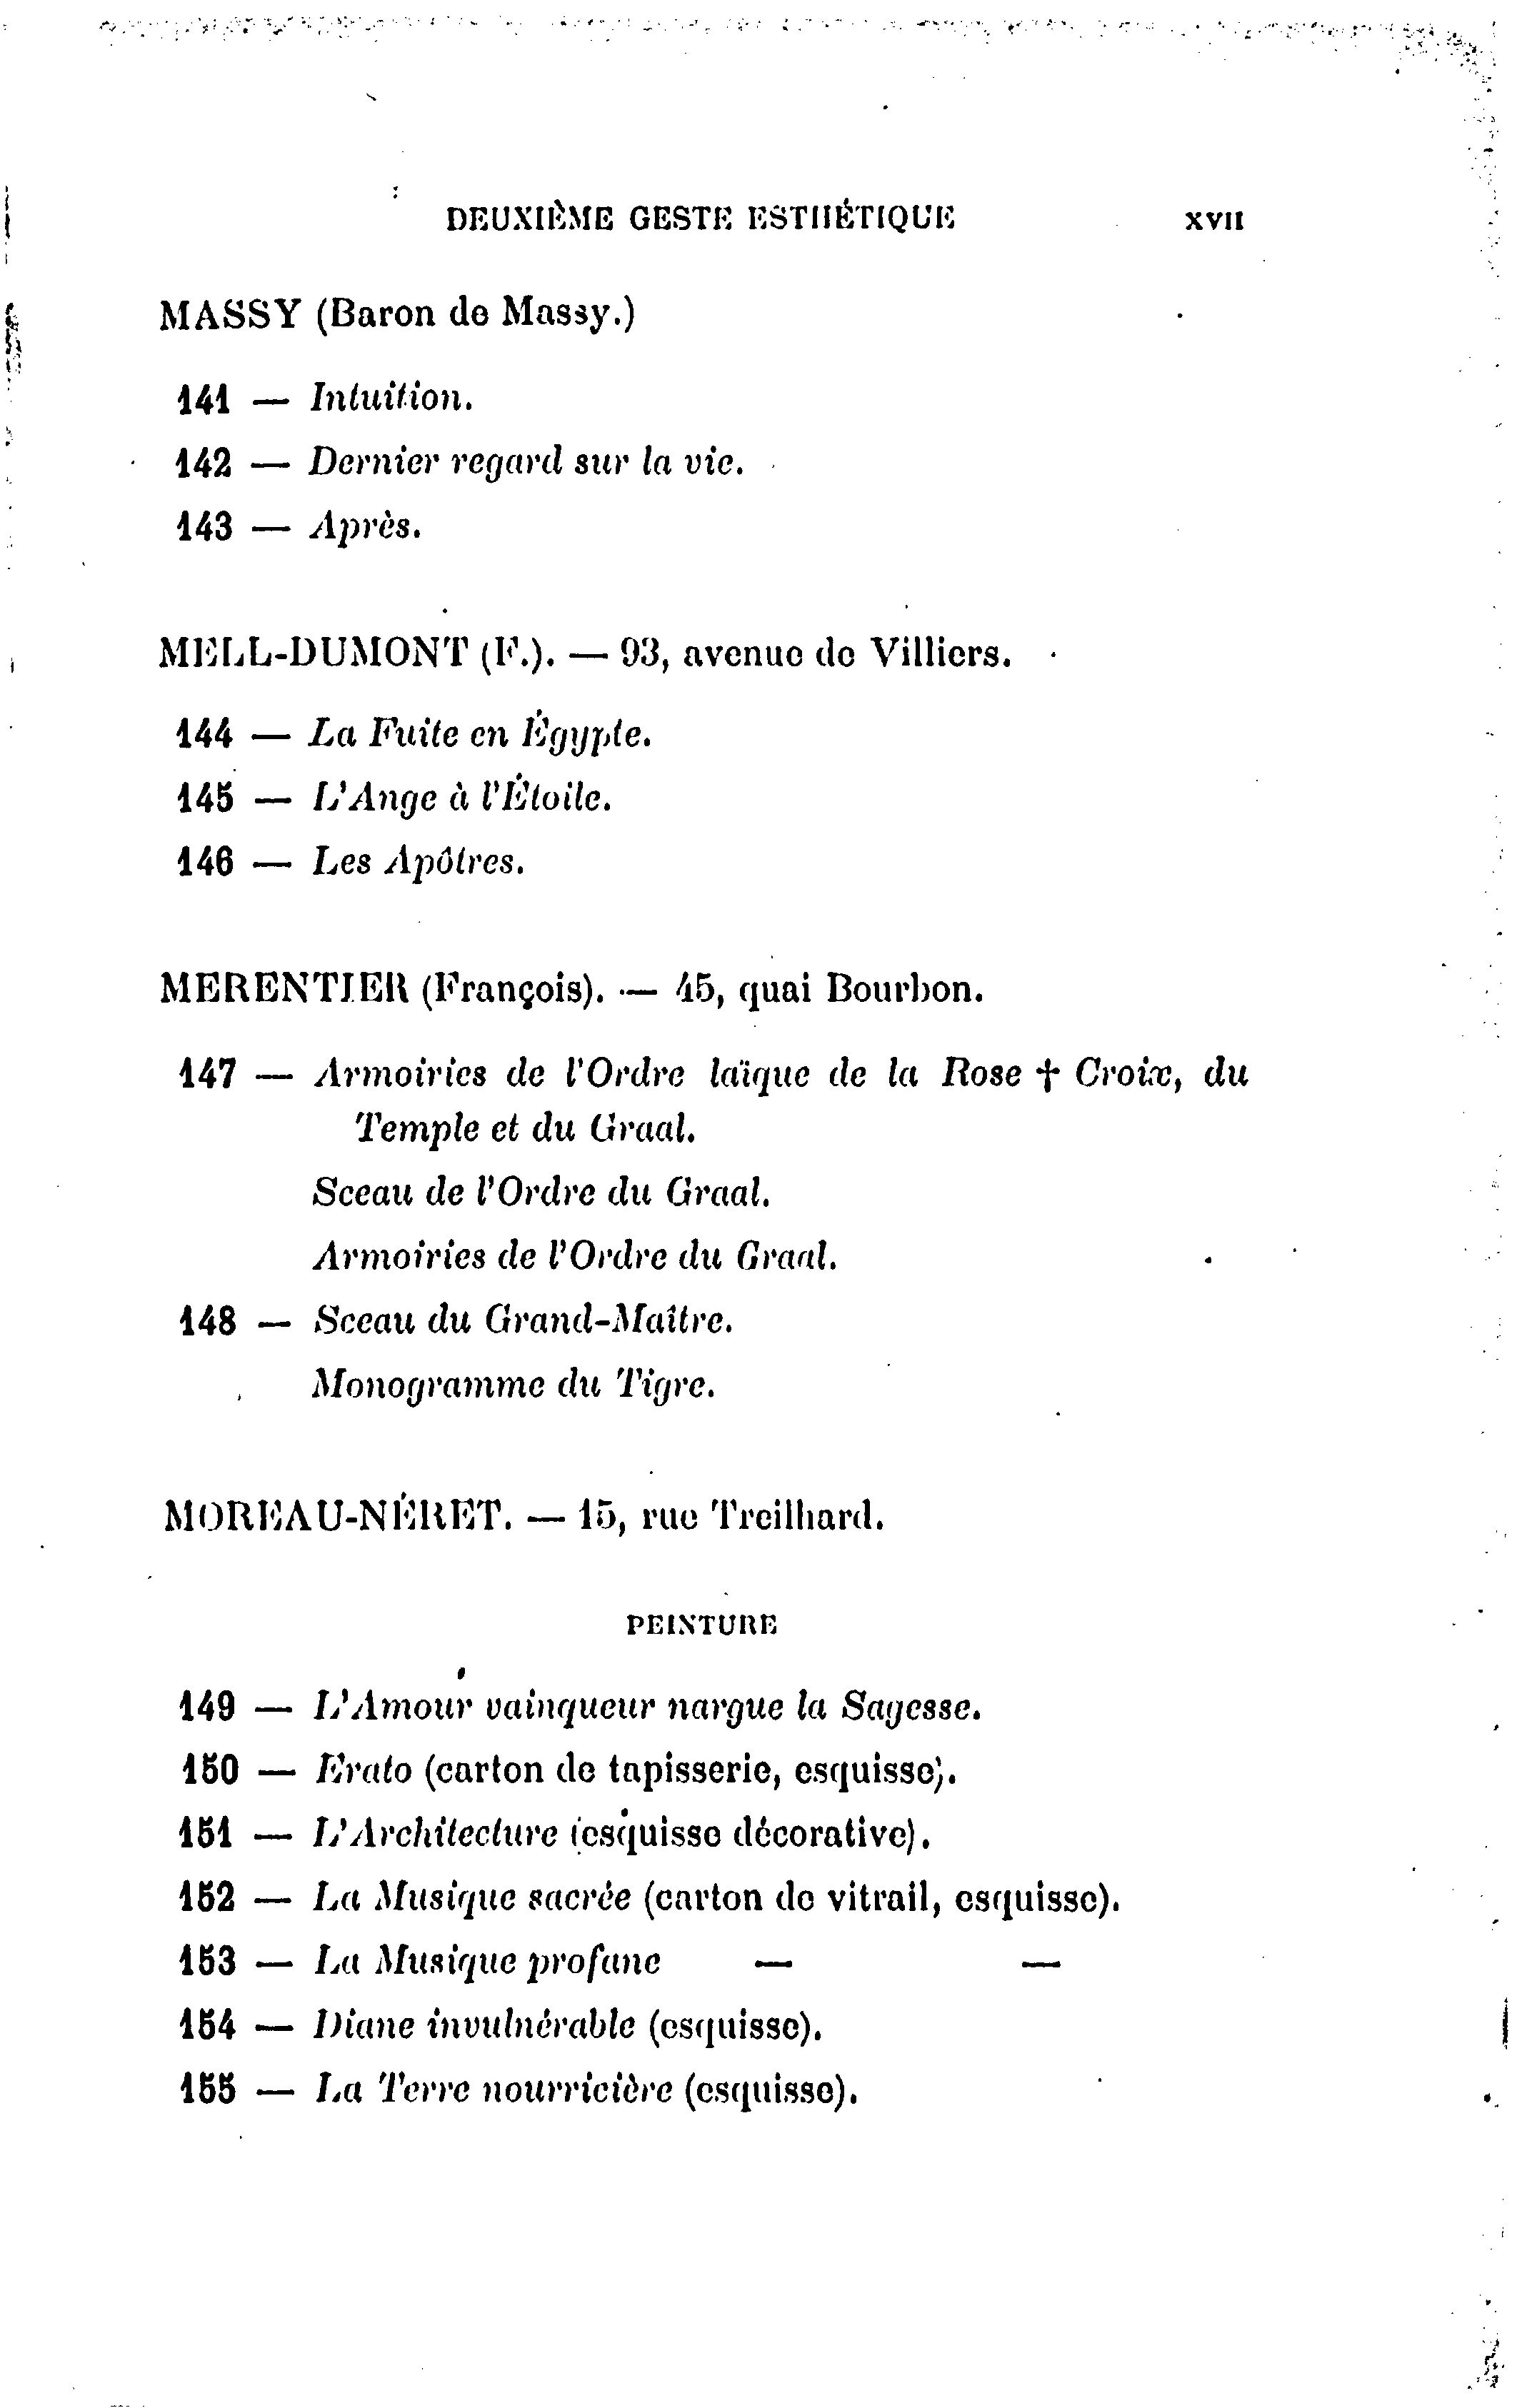 DEUXIÈME GESTE ESTHÉTIQUE XVII
MASSY (Baron de Massy.)
141 — Intuition.
142 — Dernier regard sur la vie.
143 — Après.
MELL-DUMONT (F.). — 93, avenue de Villiers.
144 — La Fuite en Égypte.
145 — L'Ange à l'Étoile.
146 — Les Apôtres.
MERENTIER (François). — 45, quai Bourbon.
147 — Armoiries de l'Ordre laïque de la Rose † Croix, du
Temple et du Graal.
Sceau de l'Ordre du Graal.
Armoiries de l'Ordre du Graal.
148 — Sceau du Grand-Maître.
Monogramme du Tigre.
MOREAU-NÉRET. — 15, rue Treilhard.
PEINTURE
149 — L'Amour vainqueur nargue la Sagesse.
150 — Erato (carton de tapisserie, esquisse).
151 — L'Architecture (esquisse décorative).
152 — La Musique sacrée (carton de vitrail, esquisse).
153 — La Musique profane — —
154 — Diane invulnérable (esquisse).
155 — La Terre nourricière (esquisse).